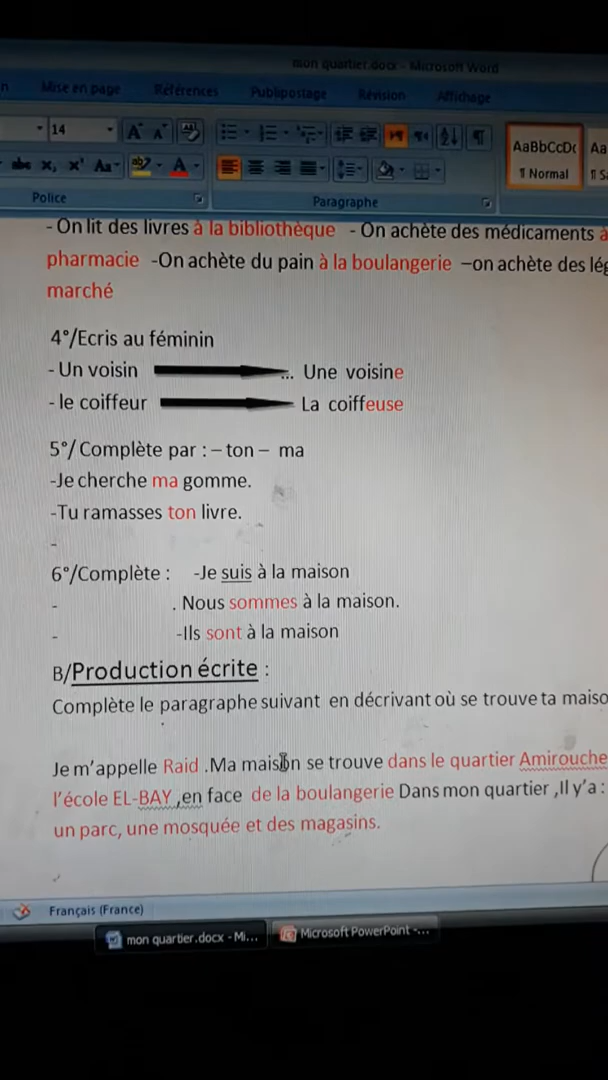 mon quartier.docx - Microsoft Word
Mise en page Références Publipostage Révision Affichage
14
AaBbCcDc
¶ Normal
Police Paragraphe
- On lit des livres à la bibliothèque - On achète des médicaments à
pharmacie -On achète du pain à la boulangerie –on achète des lég
marché
4°/Ecris au féminin
- Un voisin ... Une voisine
- le coiffeur La coiffeuse
5°/ Complète par : – ton – ma
-Je cherche ma gomme.
-Tu ramasses ton livre.
-
6°/Complète : -Je suis à la maison
- . Nous sommes à la maison.
- -Ils sont à la maison
B/Production écrite :
Complète le paragraphe suivant en décrivant où se trouve ta maiso
Je m'appelle Raid .Ma maison se trouve dans le quartier Amirouche
l'école EL-BAY ,en face de la boulangerie Dans mon quartier ,Il y'a :
un parc, une mosquée et des magasins.
Français (France)
mon quartier.docx - Mi... Microsoft PowerPoint -...